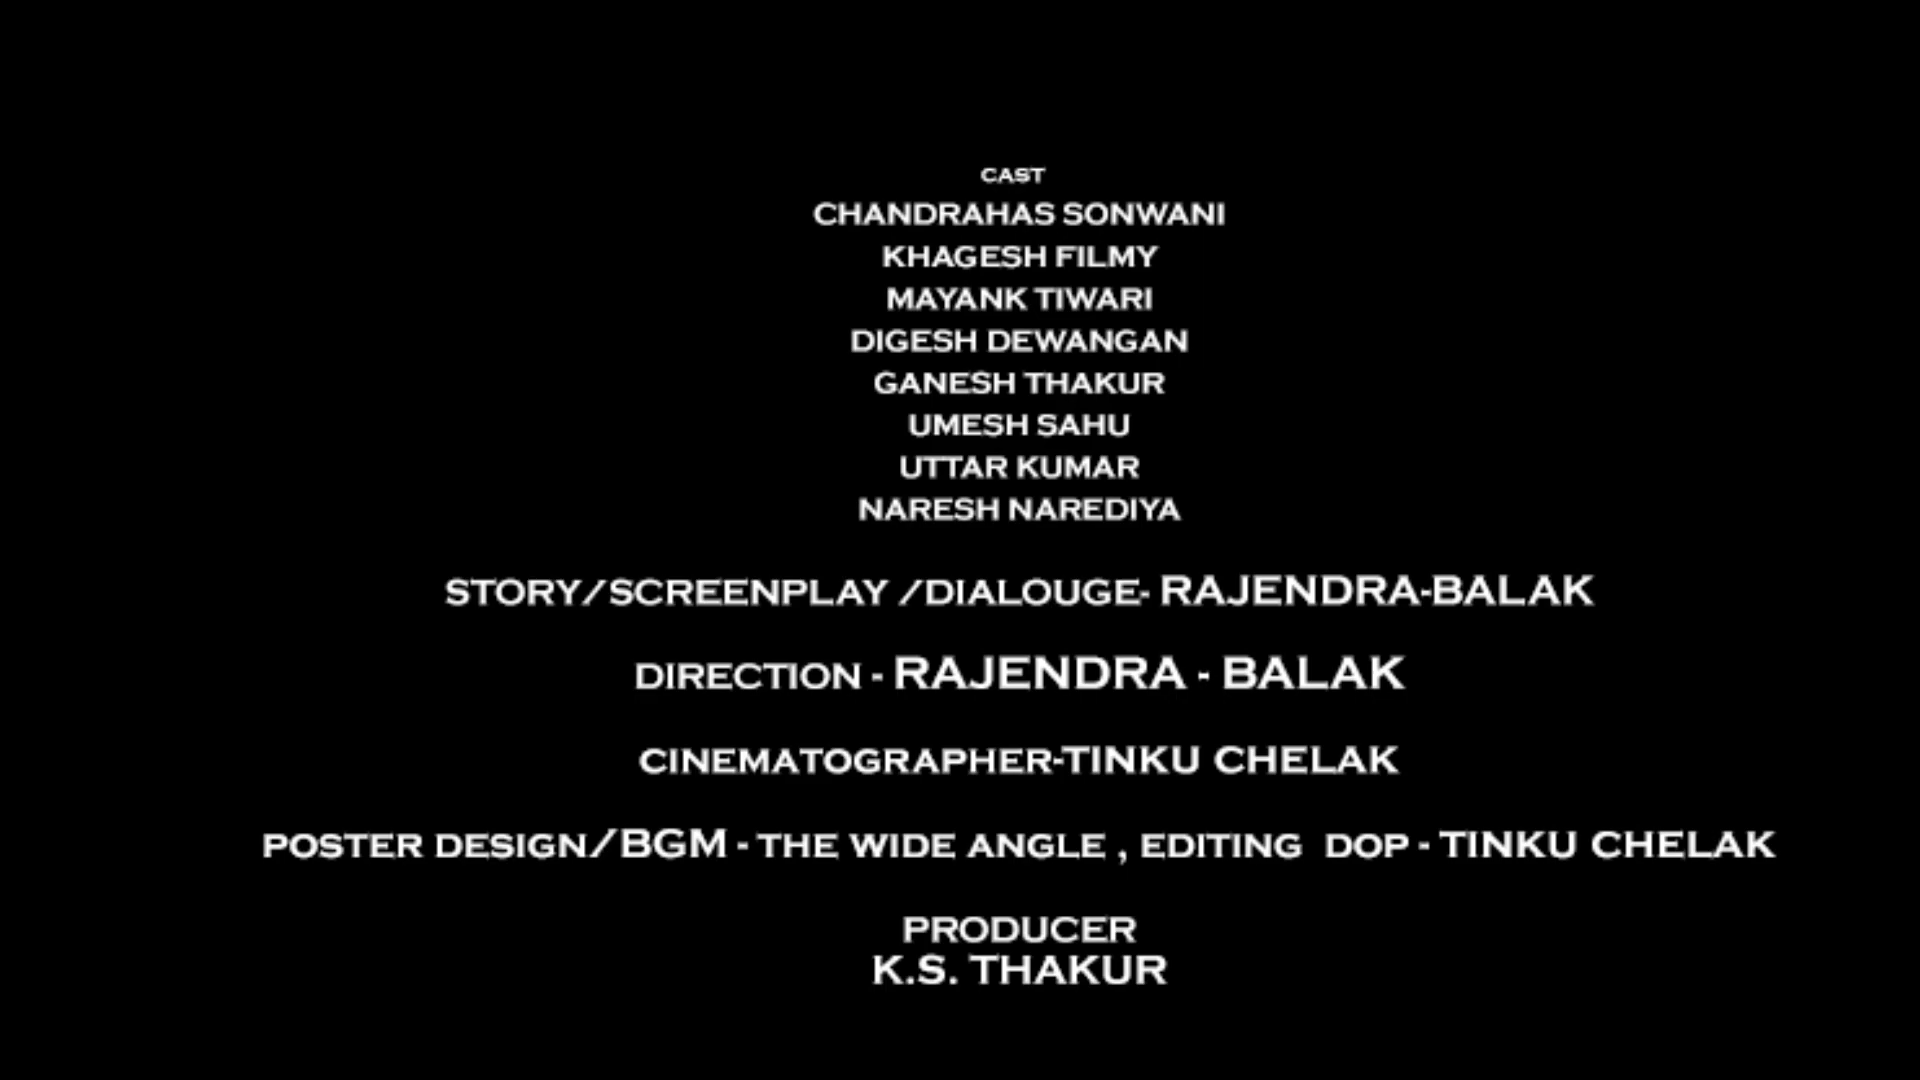 CAST
CHANDRAHAS SONWANI
KHAGESH FILMY
MAYANK TIWARI
DIGESH DEWANGAN
GANESH THAKUR
UMESH SAHU
UTTAR KUMAR
NARESH NAREDIYA
STORY/SCREENPLAY /DIALOUGE- RAJENDRA-BALAK
DIRECTION - RAJENDRA - BALAK
CINEMATOGRAPHER-TINKU CHELAK
POSTER DESIGN/BGM - THE WIDE ANGLE , EDITING  DOP - TINKU CHELAK
PRODUCER
K.S. THAKUR